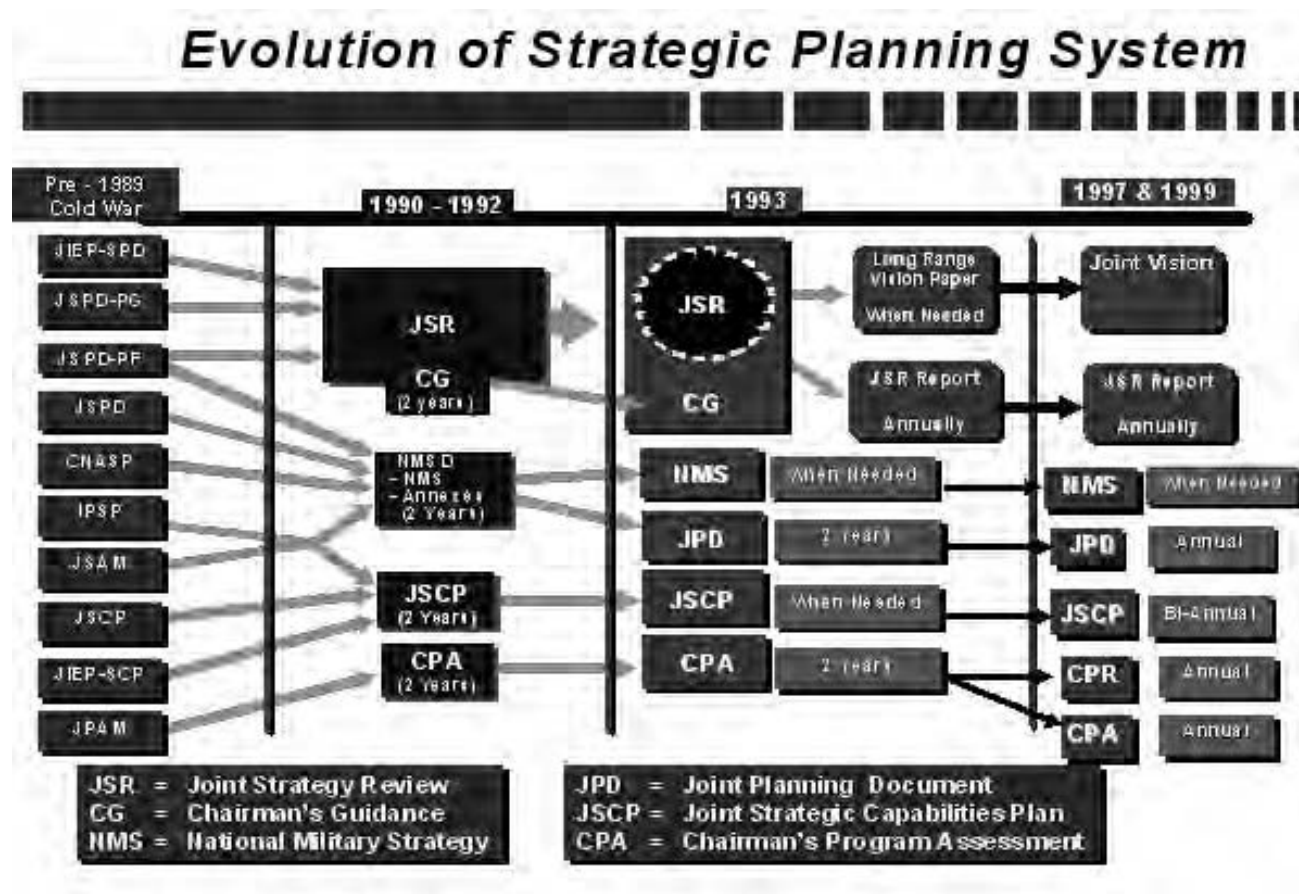 Evolution of Strategic Planning System
Pre - 1989
Cold War
1990 - 1992
1993
1997 & 1999
JIEP-SPD
JSPD-PG
JSPD-PF
JSPD
CNASP
IPSP
JSAM
JSCP
JIEP-SCP
JPAM
JSR
CG
(2 years)
NMSD
- NMS
- Annexes
(2 Years)
JSCP
(2 Years)
CPA
(2 Years)
JSR
CG
Long Range
Vision Paper
When Needed
JSR Report
Annually
NMS
When Needed
JPD
2 Years
JSCP
When Needed
CPA
2 Years
Joint Vision
JSR Report
Annually
NMS
When Needed
JPD
Annual
JSCP
BI-Annual
CPR
Annual
CPA
Annual
JSR = Joint Strategy Review
CG = Chairman's Guidance
NMS = National Military Strategy
JPD = Joint Planning Document
JSCP = Joint Strategic Capabilities Plan
CPA = Chairman's Program Assessment